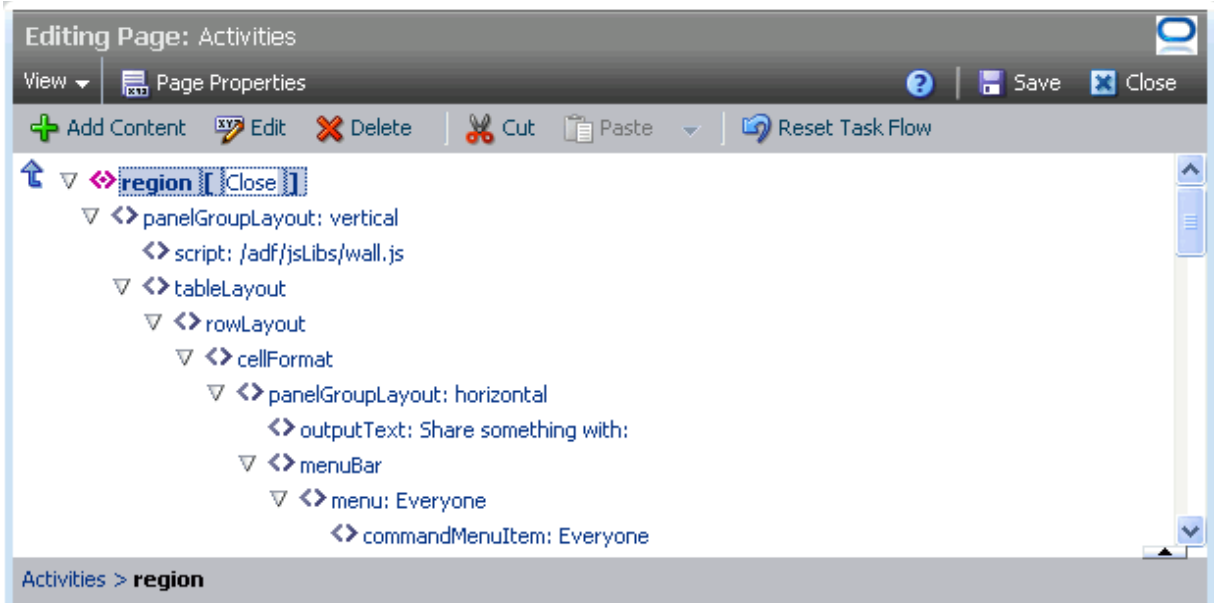 Editing Page: Activities
View Page Properties ? Save Close
Add Content Edit Delete Cut Paste Reset Task Flow
region [ Close ]
panelGroupLayout: vertical
script: /adf/jsLibs/wall.js
tableLayout
rowLayout
cellFormat
panelGroupLayout: horizontal
outputText: Share something with:
menuBar
menu: Everyone
commandMenuItem: Everyone
Activities > region